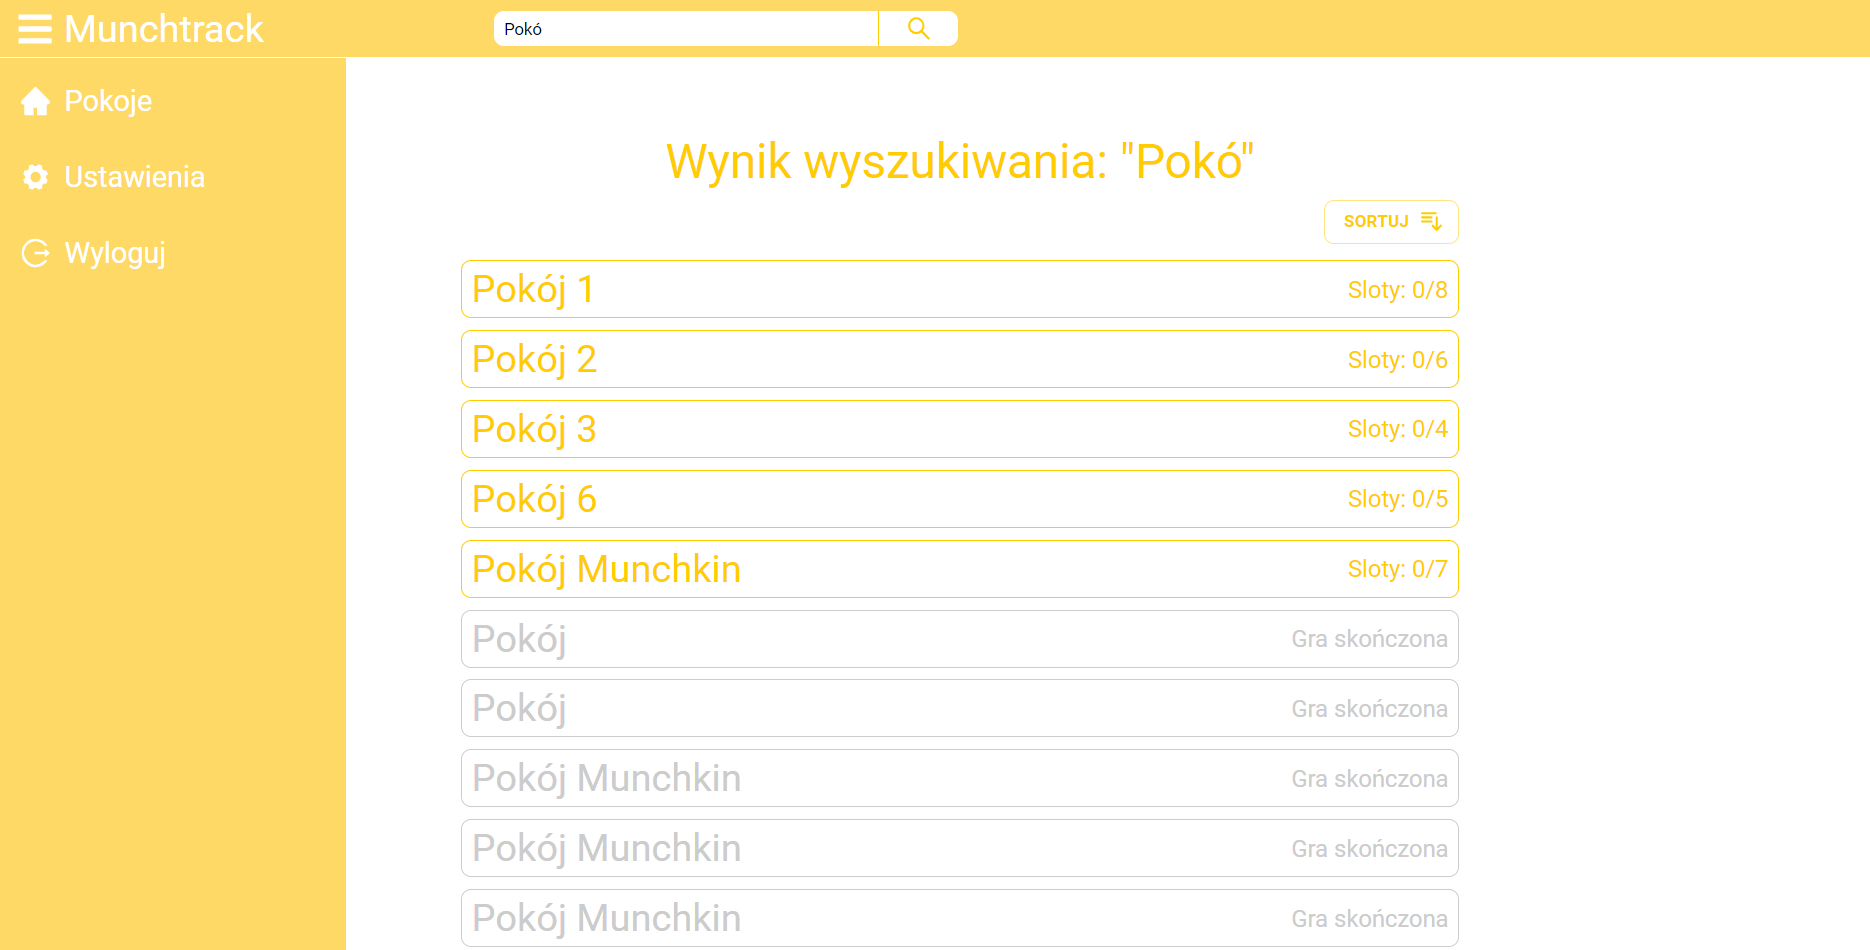 Munchtrack
Pokó
Pokoje
Ustawienia
Wyloguj
Wynik wyszukiwania: "Pokó"
SORTUJ
Pokój 1 Sloty: 0/8
Pokój 2 Sloty: 0/6
Pokój 3 Sloty: 0/4
Pokój 6 Sloty: 0/5
Pokój Munchkin Sloty: 0/7
Pokój Gra skończona
Pokój Gra skończona
Pokój Munchkin Gra skończona
Pokój Munchkin Gra skończona
Pokój Munchkin Gra skończona